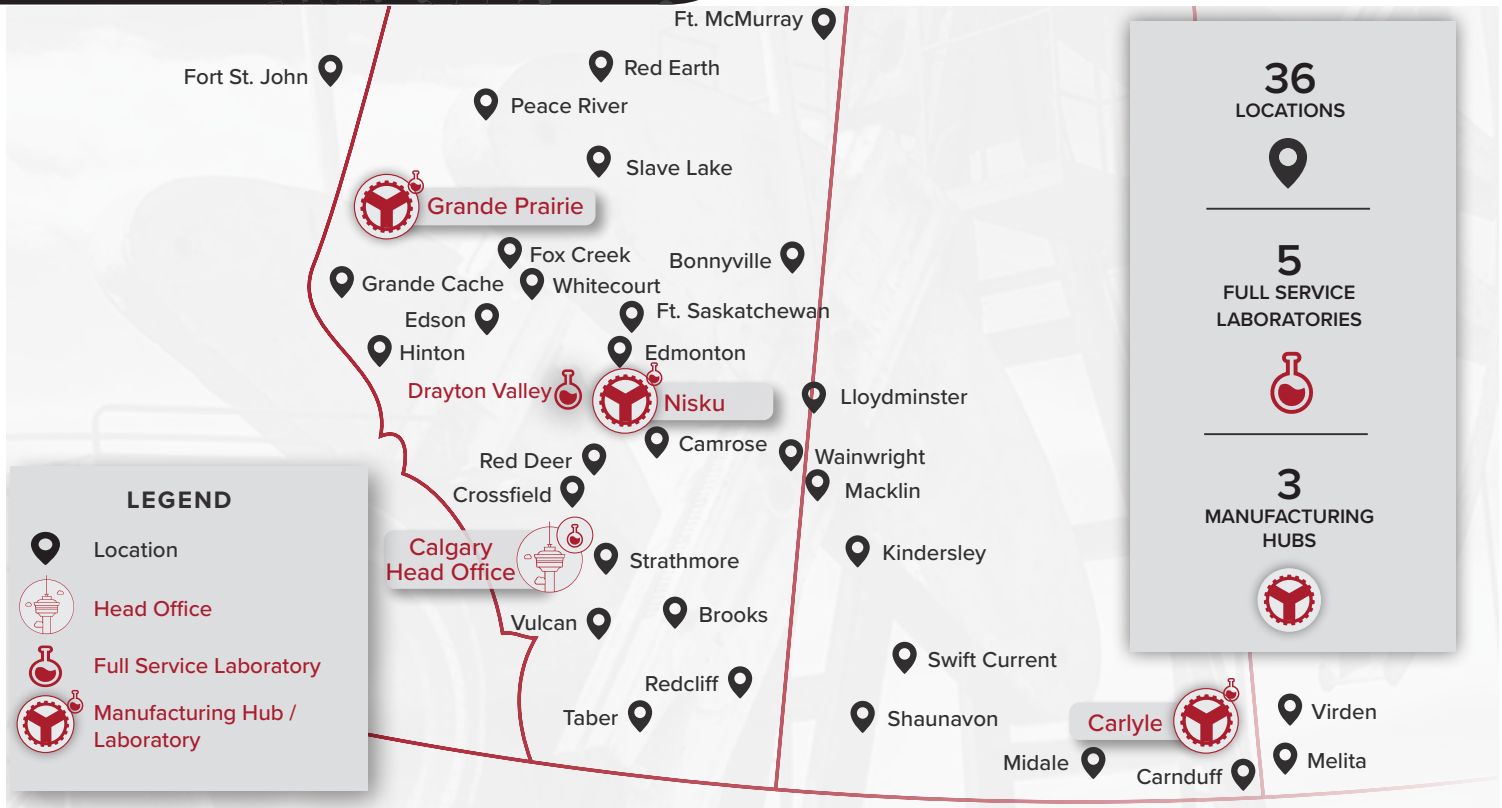 Ft. McMurray
Fort St. John
Red Earth
Peace River
Slave Lake
Grande Prairie
Fox Creek
Bonnyville
Grande Cache
Whitecourt
Edson
Ft. Saskatchewan
Hinton
Edmonton
Drayton Valley
Nisku
Lloydminster
Camrose
Wainwright
Red Deer
Macklin
Crossfield
Calgary
Head Office
Strathmore
Kindersley
Vulcan
Brooks
Swift Current
Redcliff
Taber
Shaunavon
Carlyle
Virden
Midale
Carnduff
Melita
36
LOCATIONS
5
FULL SERVICE
LABORATORIES
3
MANUFACTURING
HUBS
LEGEND
Location
Head Office
Full Service Laboratory
Manufacturing Hub /
Laboratory